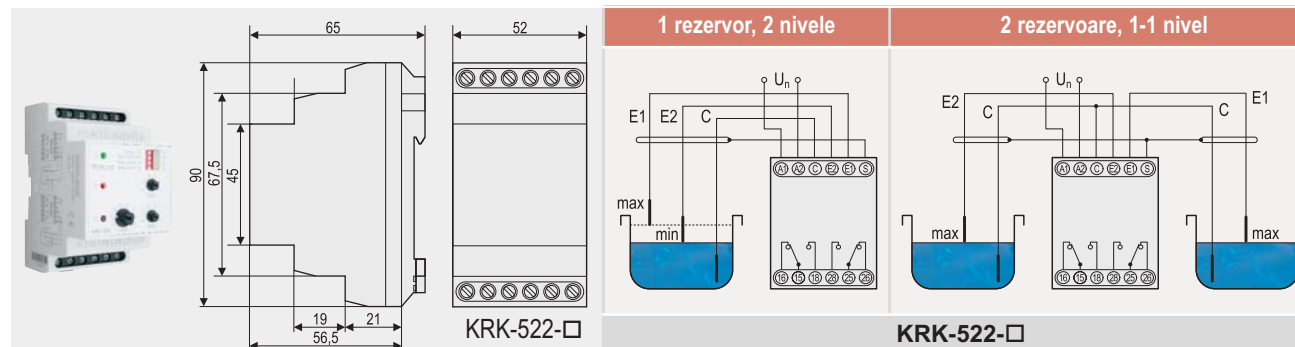 65
52
90
67,5
45
19
21
56,5
KRK-522-□
1 rezervor, 2 nivele
2 rezervoare, 1-1 nivel
Un
E1 E2 C
A1 A2 C E2 E1 S
max
min
16 15 18 28 25 26
Un
E2
C
E1
C
A1 A2 C E2 E1 S
max
max
16 15 18 28 25 26
KRK-522-□